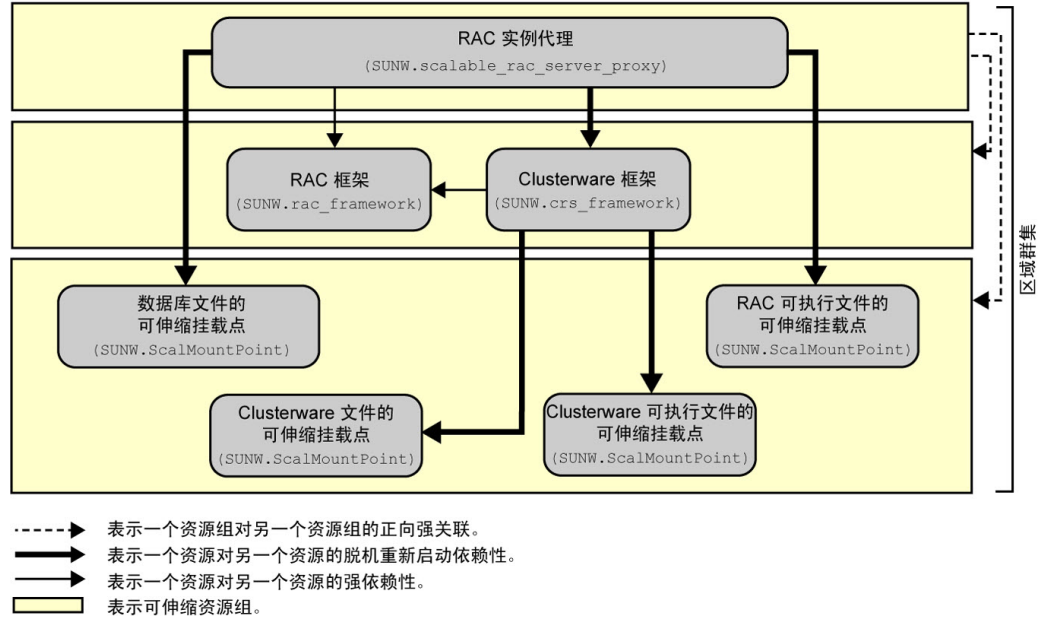 RAC 实例代理
(SUNW.scalable_rac_server_proxy)
RAC 框架
(SUNW.rac_framework)
Clusterware 框架
(SUNW.crs_framework)
数据库文件的
可伸缩挂载点
(SUNW.ScalMountPoint)
RAC 可执行文件的
可伸缩挂载点
(SUNW.ScalMountPoint)
Clusterware 文件的
可伸缩挂载点
(SUNW.ScalMountPoint)
Clusterware 可执行文件的
可伸缩挂载点
(SUNW.ScalMountPoint)
区域群集
表示一个资源组对另一个资源组的正向强关联。
表示一个资源对另一个资源的脱机重新启动依赖性。
表示一个资源对另一个资源的强依赖性。
表示可伸缩资源组。